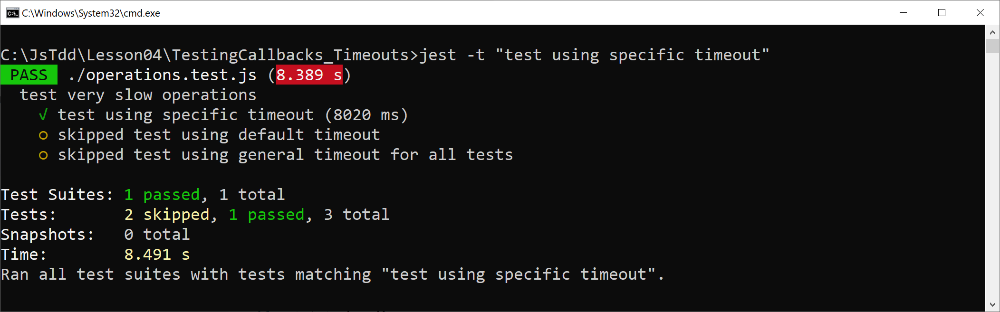 C:\Windows\System32\cmd.exe
C:\JsTdd\Lesson04\TestingCallbacks_Timeouts>jest -t "test using specific timeout"
PASS ./operations.test.js (8.389 s)
test very slow operations
√ test using specific timeout (8020 ms)
○ skipped test using default timeout
○ skipped test using general timeout for all tests
Test Suites: 1 passed, 1 total
Tests: 2 skipped, 1 passed, 3 total
Snapshots: 0 total
Time: 8.491 s
Ran all test suites with tests matching "test using specific timeout".